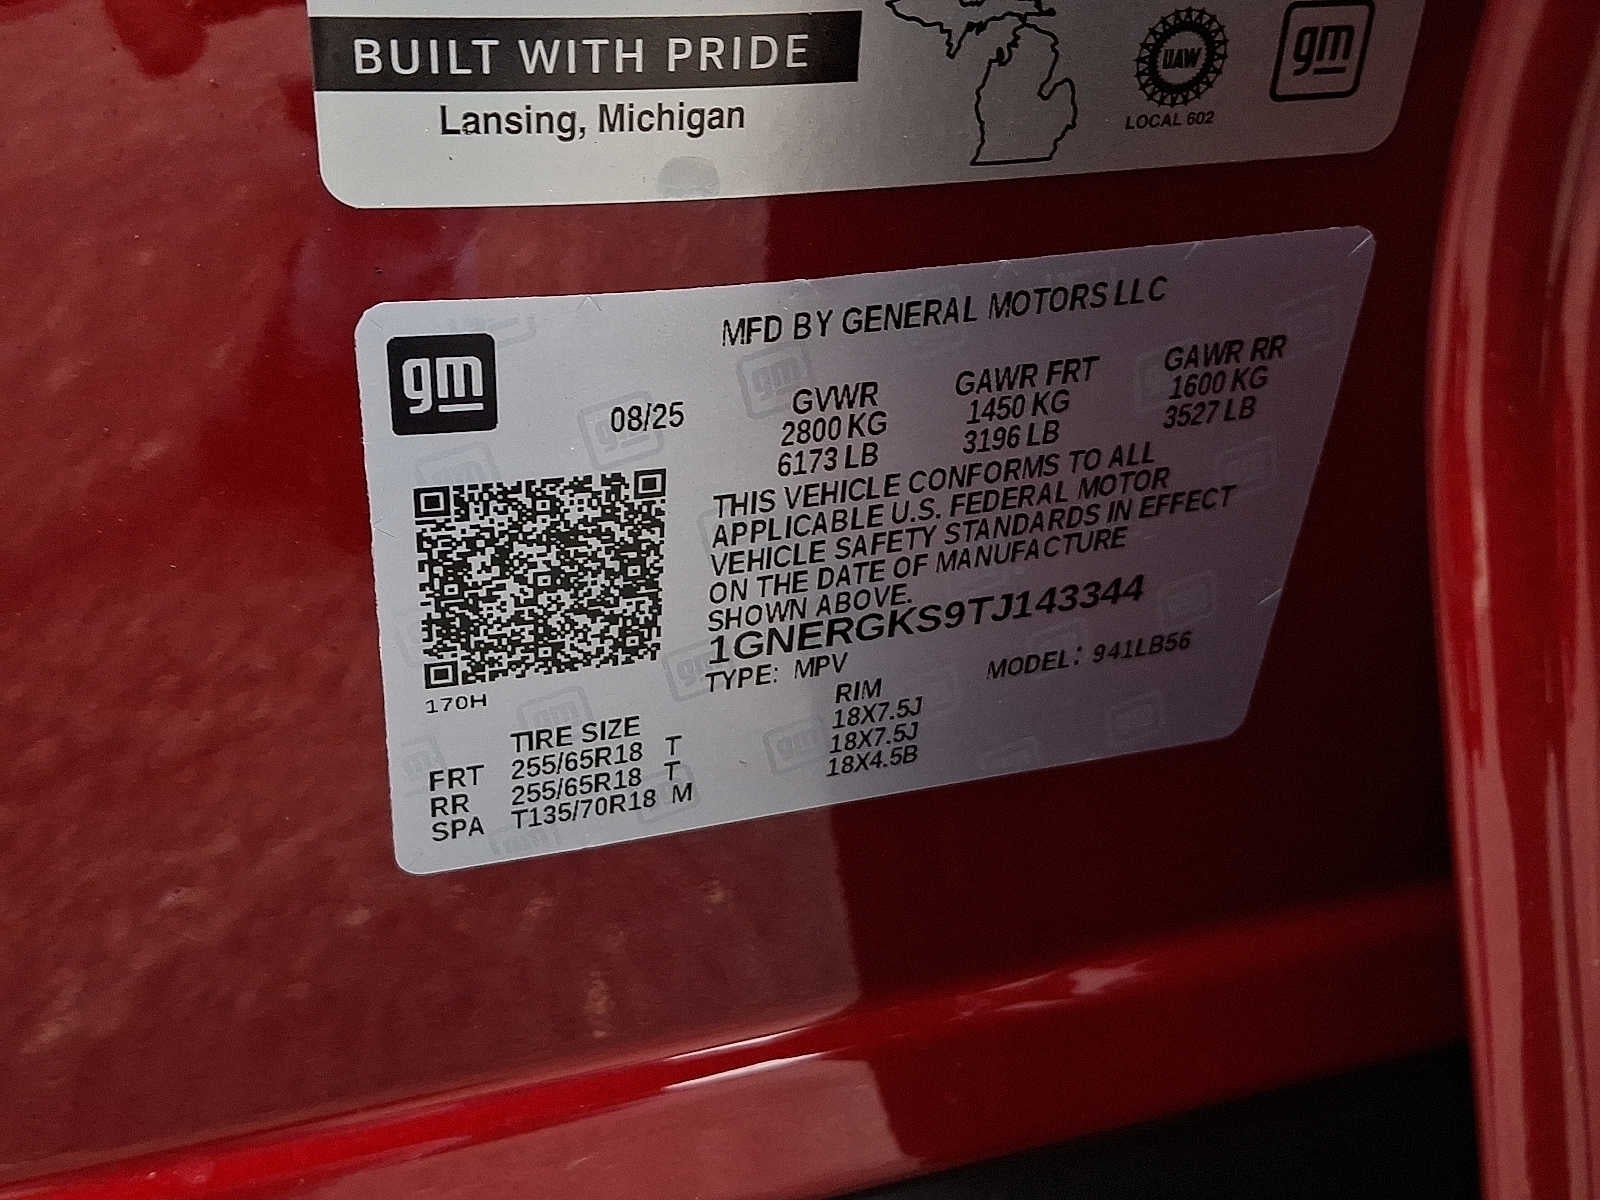 BUILT WITH PRIDE
Lansing, Michigan
UAW
LOCAL 602
gm
gm
MFD BY GENERAL MOTORS LLC
08/25
GVWR GAWR FRT GAWR RR
2800 KG 1450 KG 1600 KG
6173 LB 3196 LB 3527 LB
THIS VEHICLE CONFORMS TO ALL
APPLICABLE U.S. FEDERAL MOTOR
VEHICLE SAFETY STANDARDS IN EFFECT
ON THE DATE OF MANUFACTURE
SHOWN ABOVE.
1GNERGKS9TJ143344
TYPE: MPV MODEL: 941LB56
170H
TIRE SIZE RIM
FRT 255/65R18 T 18X7.5J
RR 255/65R18 T 18X7.5J
SPA T135/70R18 M 18X4.5B